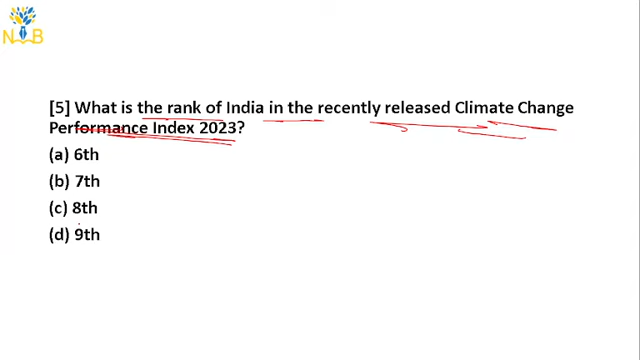 N B
[5] What is the rank of India in the recently released Climate Change
Performance Index 2023?
(a) 6th
(b) 7th
(c) 8th
(d) 9th